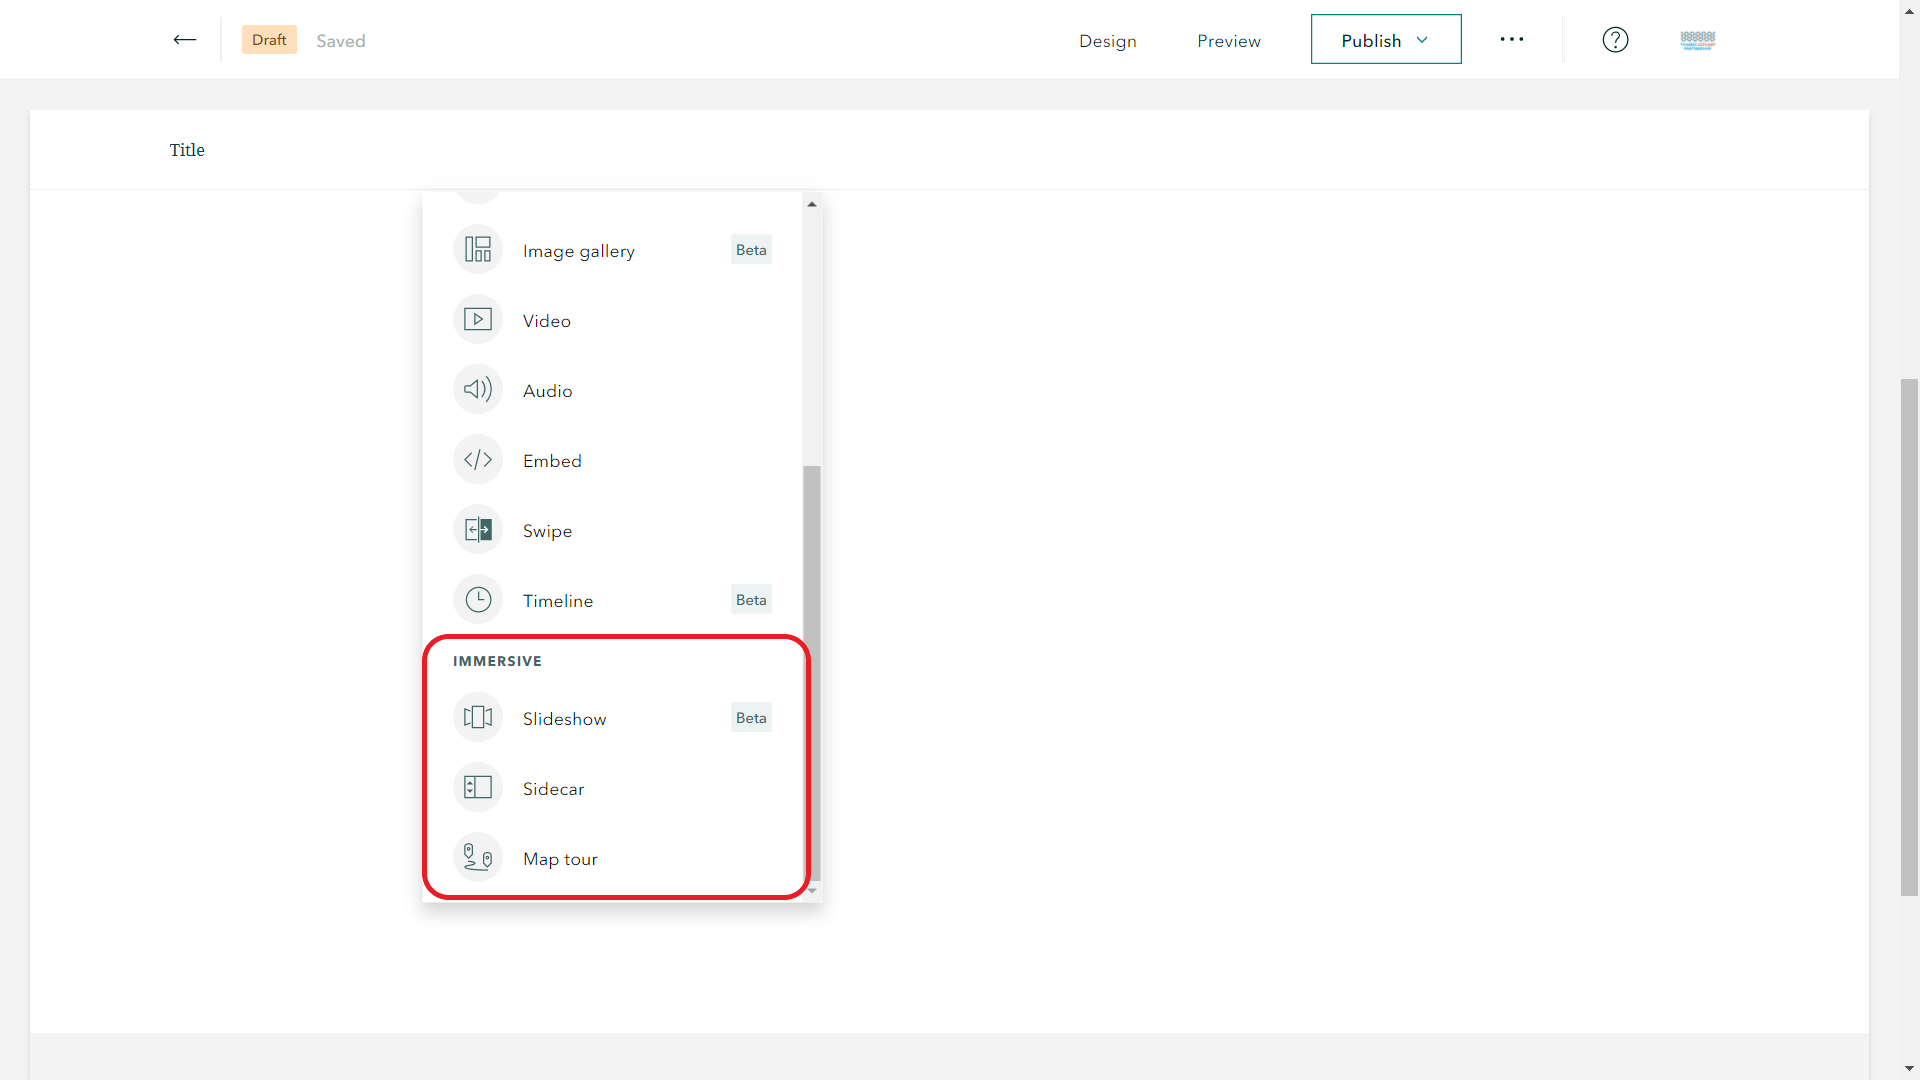 Draft Saved Design Preview Publish
Title
Image gallery Beta
Video
Audio
Embed
Swipe
Timeline Beta
IMMERSIVE
Slideshow Beta
Sidecar
Map tour